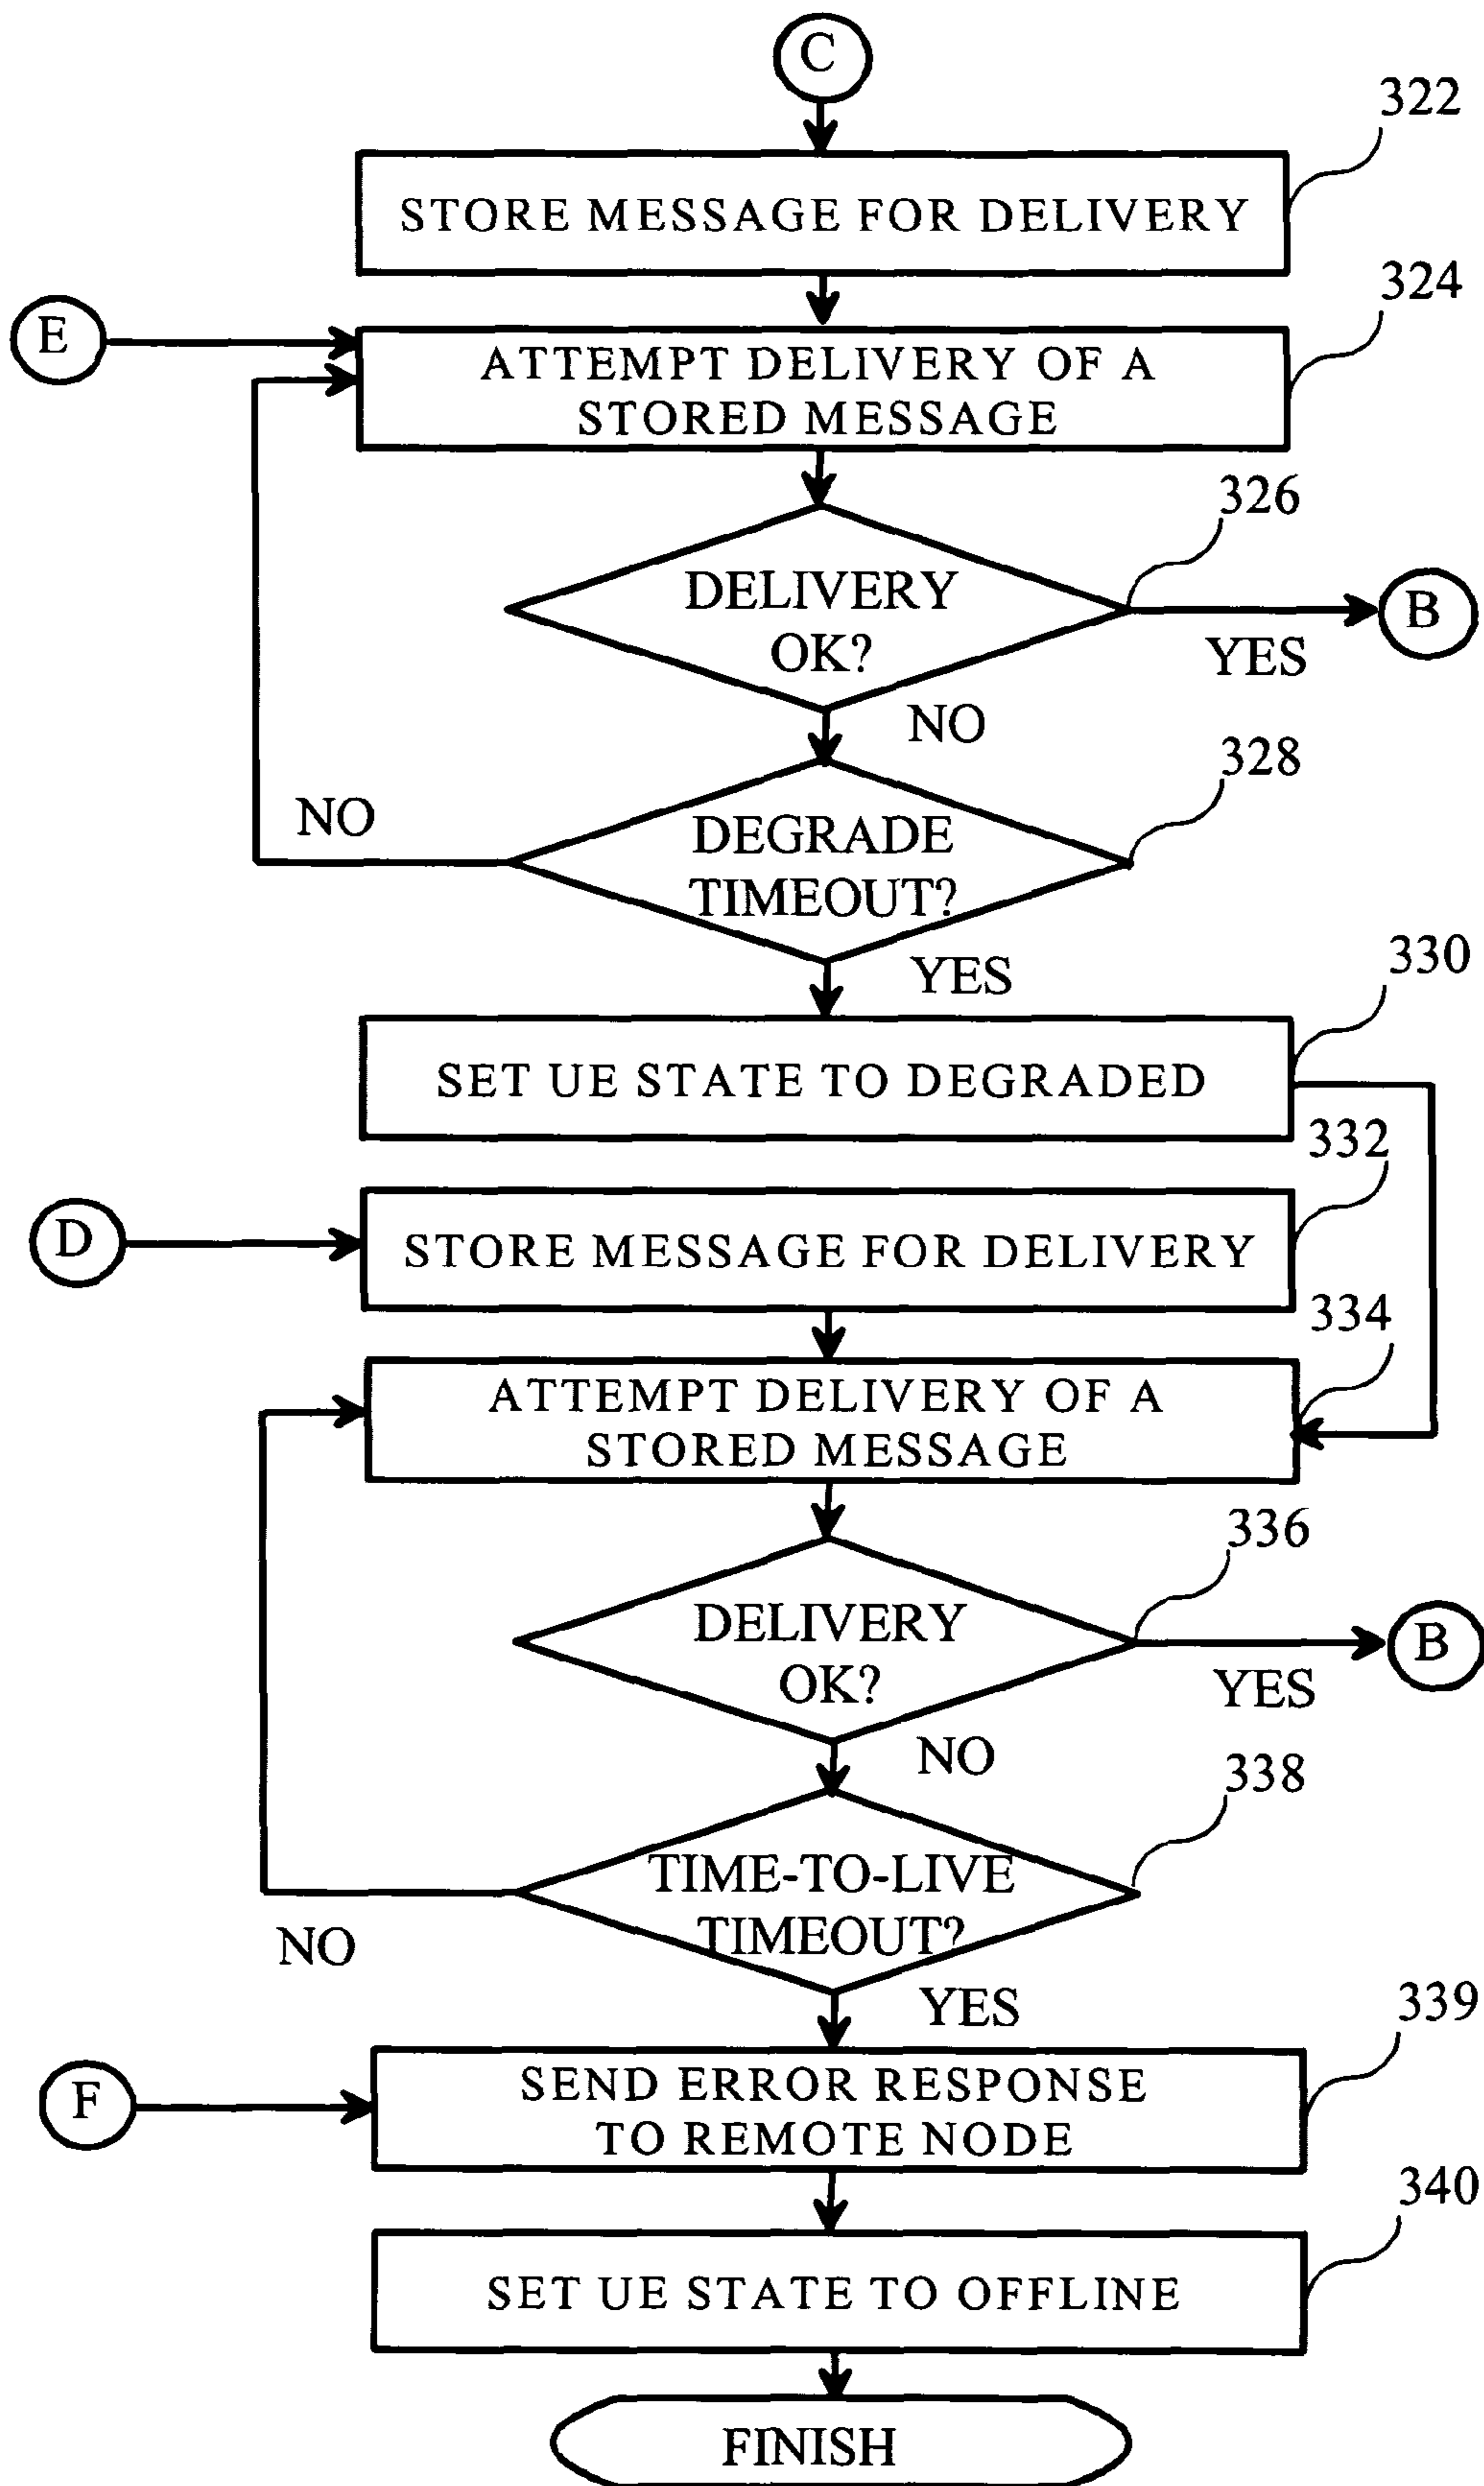 C
322
STORE MESSAGE FOR DELIVERY
324
E
ATTEMPT DELIVERY OF A
STORED MESSAGE
326
DELIVERY
OK?
B
YES
NO
328
NO
DEGRADE
TIMEOUT?
YES
330
SET UE STATE TO DEGRADED
332
D
STORE MESSAGE FOR DELIVERY
334
ATTEMPT DELIVERY OF A
STORED MESSAGE
336
DELIVERY
OK?
B
YES
NO
338
TIME-TO-LIVE
TIMEOUT?
NO
YES
339
F
SEND ERROR RESPONSE
TO REMOTE NODE
340
SET UE STATE TO OFFLINE
FINISH